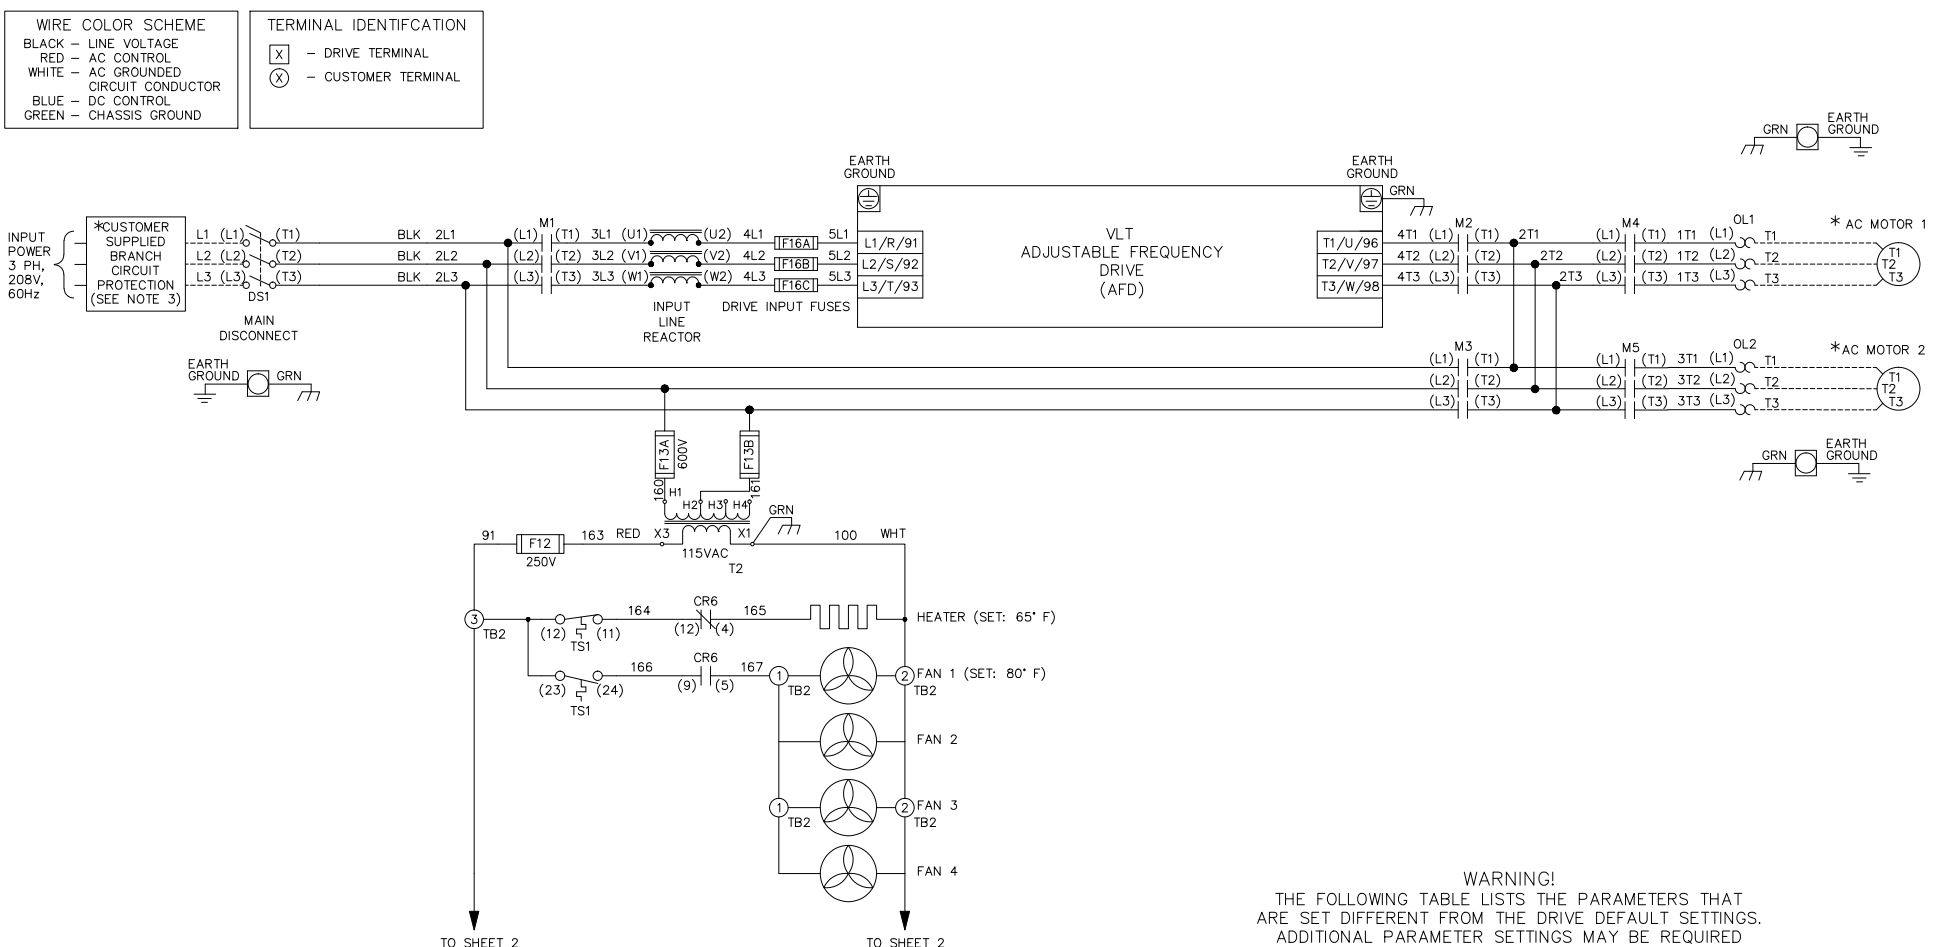 WIRE COLOR SCHEME
BLACK – LINE VOLTAGE
RED – AC CONTROL
WHITE – AC GROUNDED
CIRCUIT CONDUCTOR
BLUE – DC CONTROL
GREEN – CHASSIS GROUND
TERMINAL IDENTIFCATION
X – DRIVE TERMINAL
X – CUSTOMER TERMINAL
GRN
EARTH
GROUND
INPUT
POWER
3 PH,
208V,
60Hz
*CUSTOMER
SUPPLIED
BRANCH
CIRCUIT
PROTECTION
(SEE NOTE 3)
L1 (L1) (T1) BLK 2L1 (L1) M1 (T1) 3L1 (U1) (U2) 4L1 F16A 5L1 L1/R/91
L2 (L2) (T2) BLK 2L2 (L2) (T2) 3L2 (V1) (V2) 4L2 F16B 5L2 L2/S/92
L3 (L3) (T3) BLK 2L3 (L3) (T3) 3L3 (W1) (W2) 4L3 F16C 5L3 L3/T/93
DS1
MAIN
DISCONNECT
INPUT
LINE
REACTOR
DRIVE INPUT FUSES
EARTH
GROUND
VLT
ADJUSTABLE FREQUENCY
DRIVE
(AFD)
EARTH
GROUND
GRN
T1/U/96 4T1 (L1) M2 (T1) 2T1 (L1) M4 (T1) 1T1 (L1) OL1 T1
T2/V/97 4T2 (L2) (T2) 2T2 (L2) (T2) 1T2 (L2) T2
T3/W/98 4T3 (L3) (T3) 2T3 (L3) (T3) 1T3 (L3) T3
* AC MOTOR 1
T1
T2
T3
EARTH
GROUND
GRN
(L1) M3 (T1) (L1) M5 (T1) 3T1 (L1) OL2 T1
(L2) (T2) (L2) (T2) 3T2 (L2) T2
(L3) (T3) (L3) (T3) 3T3 (L3) T3
*AC MOTOR 2
T1
T2
T3
GRN
EARTH
GROUND
F13A
600V
F13B
160
H1
H2
H3
H4
161
GRN
91 F12 163 RED X3 X1 100 WHT
250V
115VAC
T2
3
TB2
(12) (11) 164 CR6 165
TS1
(12) (4)
HEATER (SET: 65° F)
(23) (24) 166 CR6 167
TS1
(9) (5)
1
TB2
2
TB2
FAN 1 (SET: 80° F)
FAN 2
1
TB2
2
TB2
FAN 3
FAN 4
TO SHEET 2
TO SHEET 2
WARNING!
THE FOLLOWING TABLE LISTS THE PARAMETERS THAT
ARE SET DIFFERENT FROM THE DRIVE DEFAULT SETTINGS.
ADDITIONAL PARAMETER SETTINGS MAY BE REQUIRED